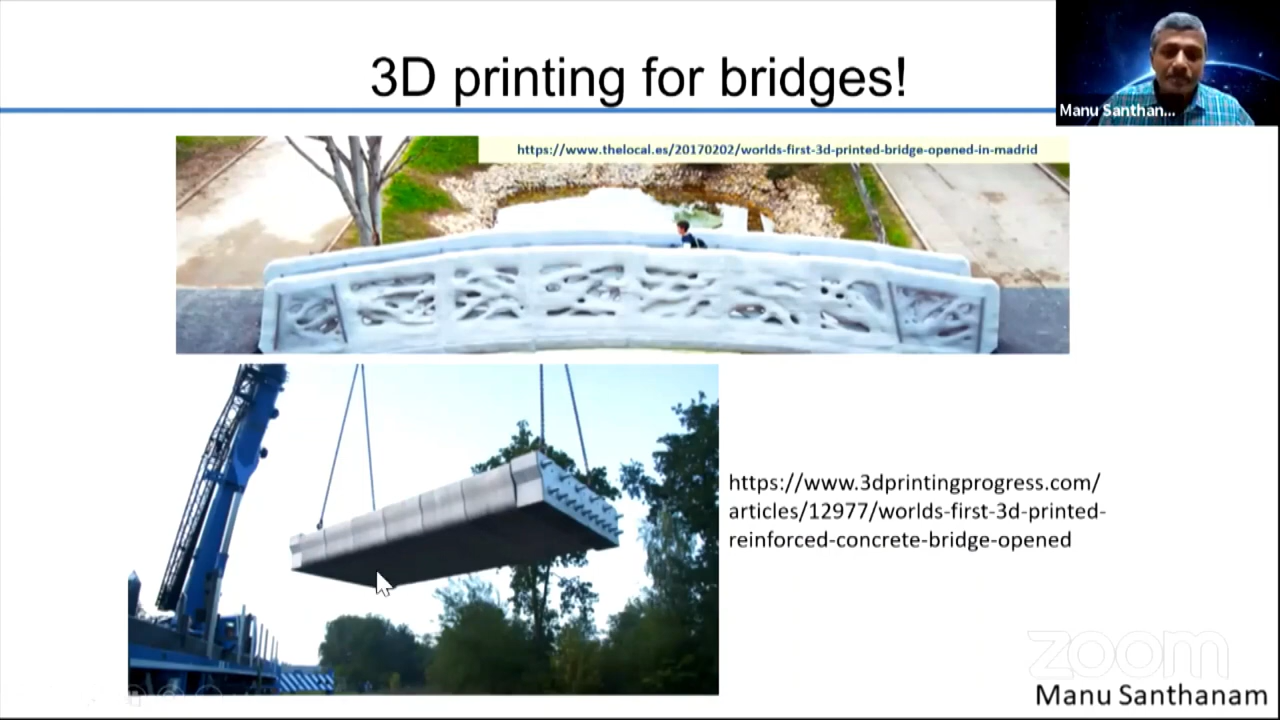 3D printing for bridges!
Manu Santhan...
https://www.thelocal.es/20170202/worlds-first-3d-printed-bridge-opened-in-madrid
https://www.3dprintingprogress.com/
articles/12977/worlds-first-3d-printed-
reinforced-concrete-bridge-opened
zoom
Manu Santhanam